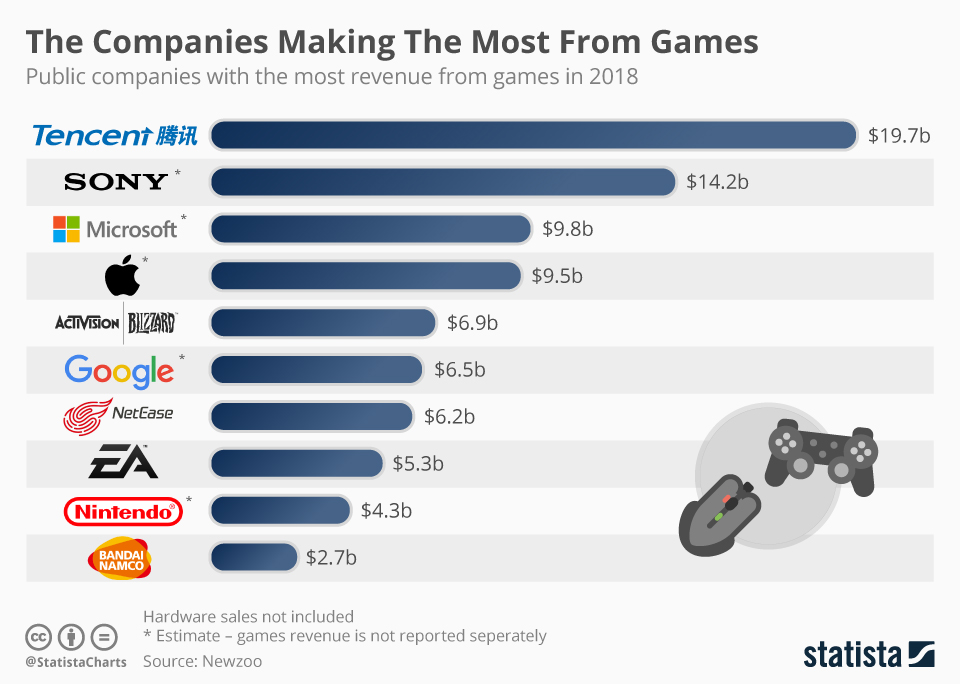 The Companies Making The Most From Games
Public companies with the most revenue from games in 2018
Tencent 腾讯 $19.7b
SONY* $14.2b
Microsoft* $9.8b
* $9.5b
ACTIVISION BLIZZARD™ $6.9b
Google* $6.5b
NetEase $6.2b
EA™ $5.3b
Nintendo®* $4.3b
BANDAI
NAMCO $2.7b
Hardware sales not included
* Estimate – games revenue is not reported seperately
cc =
@StatistaCharts Source: Newzoo
statista